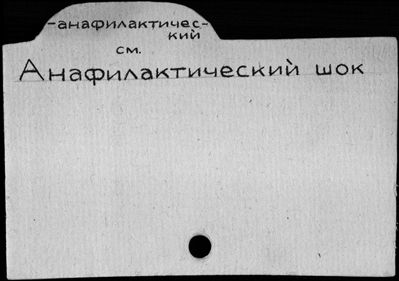 -анафилактичес-
кий
см.
Анафилактический шок